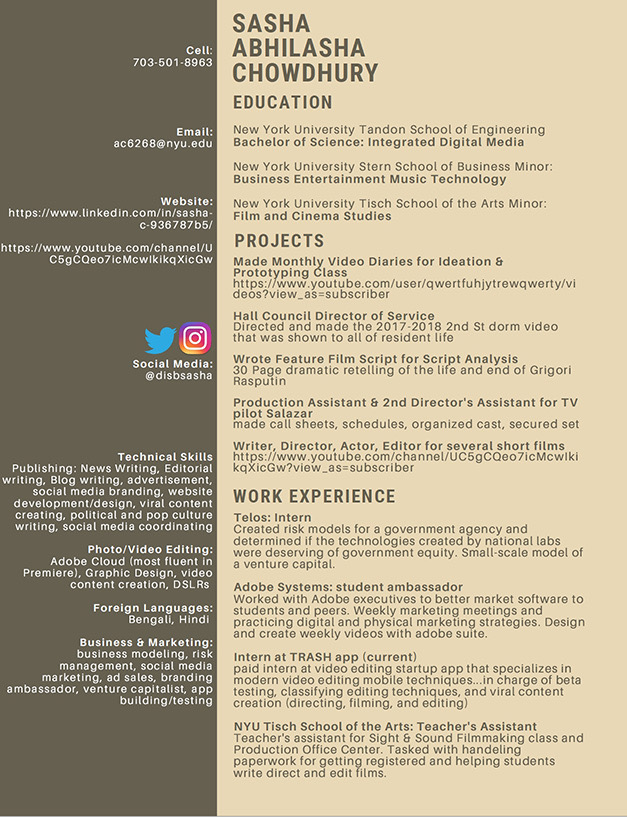 Cell:
703-501-8963
Email:
ac6268@nyu.edu
Website:
https://www.linkedin.com/in/sasha-
c-936787b5/
https://www.youtube.com/channel/U
C5gCQeo7icMcwIkikqXicGw
Social Media:
@disbsasha
Technical Skills
Publishing: News Writing, Editorial
writing, Blog writing, advertisement,
social media branding, website
development/design, viral content
creating, political and pop culture
writing, social media coordinating
Photo/Video Editing:
Adobe Cloud (most fluent in
Premiere), Graphic Design, video
content creation, DSLRs
Foreign Languages:
Bengali, Hindi
Business & Marketing:
business modeling, risk
management, social media
marketing, ad sales, branding
ambassador, venture capitalist, app
building/testing
SASHA
ABHILASHA
CHOWDHURY
EDUCATION
New York University Tandon School of Engineering
Bachelor of Science: Integrated Digital Media
New York University Stern School of Business Minor:
Business Entertainment Music Technology
New York University Tisch School of the Arts Minor:
Film and Cinema Studies
PROJECTS
Made Monthly Video Diaries for Ideation &
Prototyping Class
https://www.youtube.com/user/qwertfuhjytrewqwerty/vi
deos?view_as=subscriber
Hall Council Director of Service
Directed and made the 2017-2018 2nd St dorm video
that was shown to all of resident life
Wrote Feature Film Script for Script Analysis
30 Page dramatic retelling of the life and end of Grigori
Rasputin
Production Assistant & 2nd Director's Assistant for TV
pilot Salazar
made call sheets, schedules, organized cast, secured set
Writer, Director, Actor, Editor for several short films
https://www.youtube.com/channel/UC5gCQeo7icMcwIki
kqXicGw?view_as=subscriber
WORK EXPERIENCE
Telos: Intern
Created risk models for a government agency and
determined if the technologies created by national labs
were deserving of government equity. Small-scale model of
a venture capital.
Adobe Systems: student ambassador
Worked with Adobe executives to better market software to
students and peers. Weekly marketing meetings and
practicing digital and physical marketing strategies. Design
and create weekly videos with adobe suite.
Intern at TRASH app (current)
paid intern at video editing startup app that specializes in
modern video editing mobile techniques...in charge of beta
testing, classifying editing techniques, and viral content
creation (directing, filming, and editing)
NYU Tisch School of the Arts: Teacher's Assistant
Teacher's assistant for Sight & Sound Filmmaking class and
Production Office Center. Tasked with handeling
paperwork for getting registered and helping students
write direct and edit films.